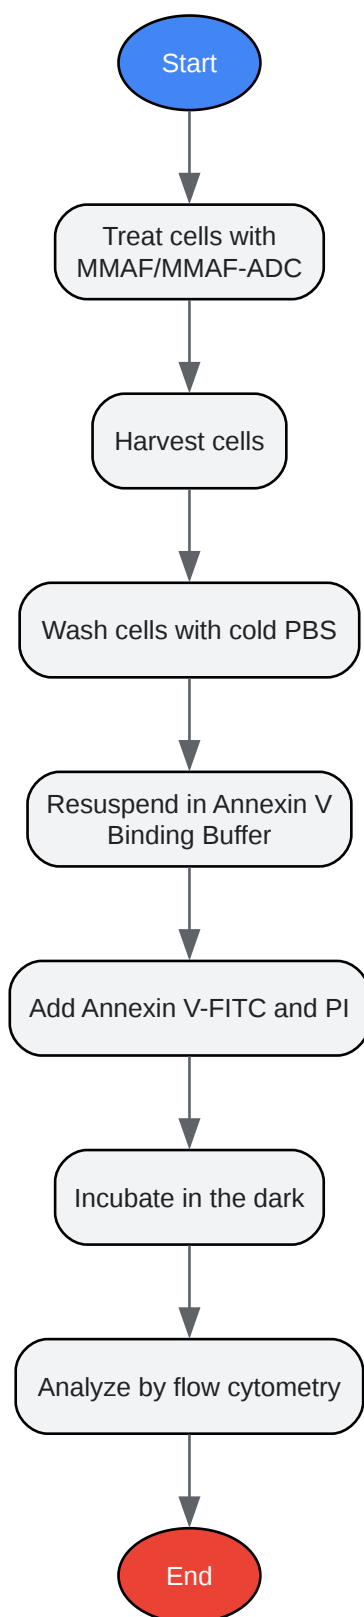 Start
Treat cells with
MMAF/MMAF-ADC
Harvest cells
Wash cells with cold PBS
Resuspend in Annexin V
Binding Buffer
Add Annexin V-FITC and PI
Incubate in the dark
Analyze by flow cytometry
End